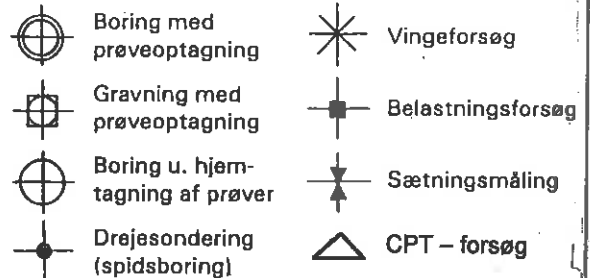 Boring med
prøveoptagning
Gravning med
prøveoptagning
Boring u. hjem-
tagning af prøver
Drejesondering
(spidsboring)
Vingeforsøg
Belastningsforsøg
Sætningsmåling
CPT – forsøg